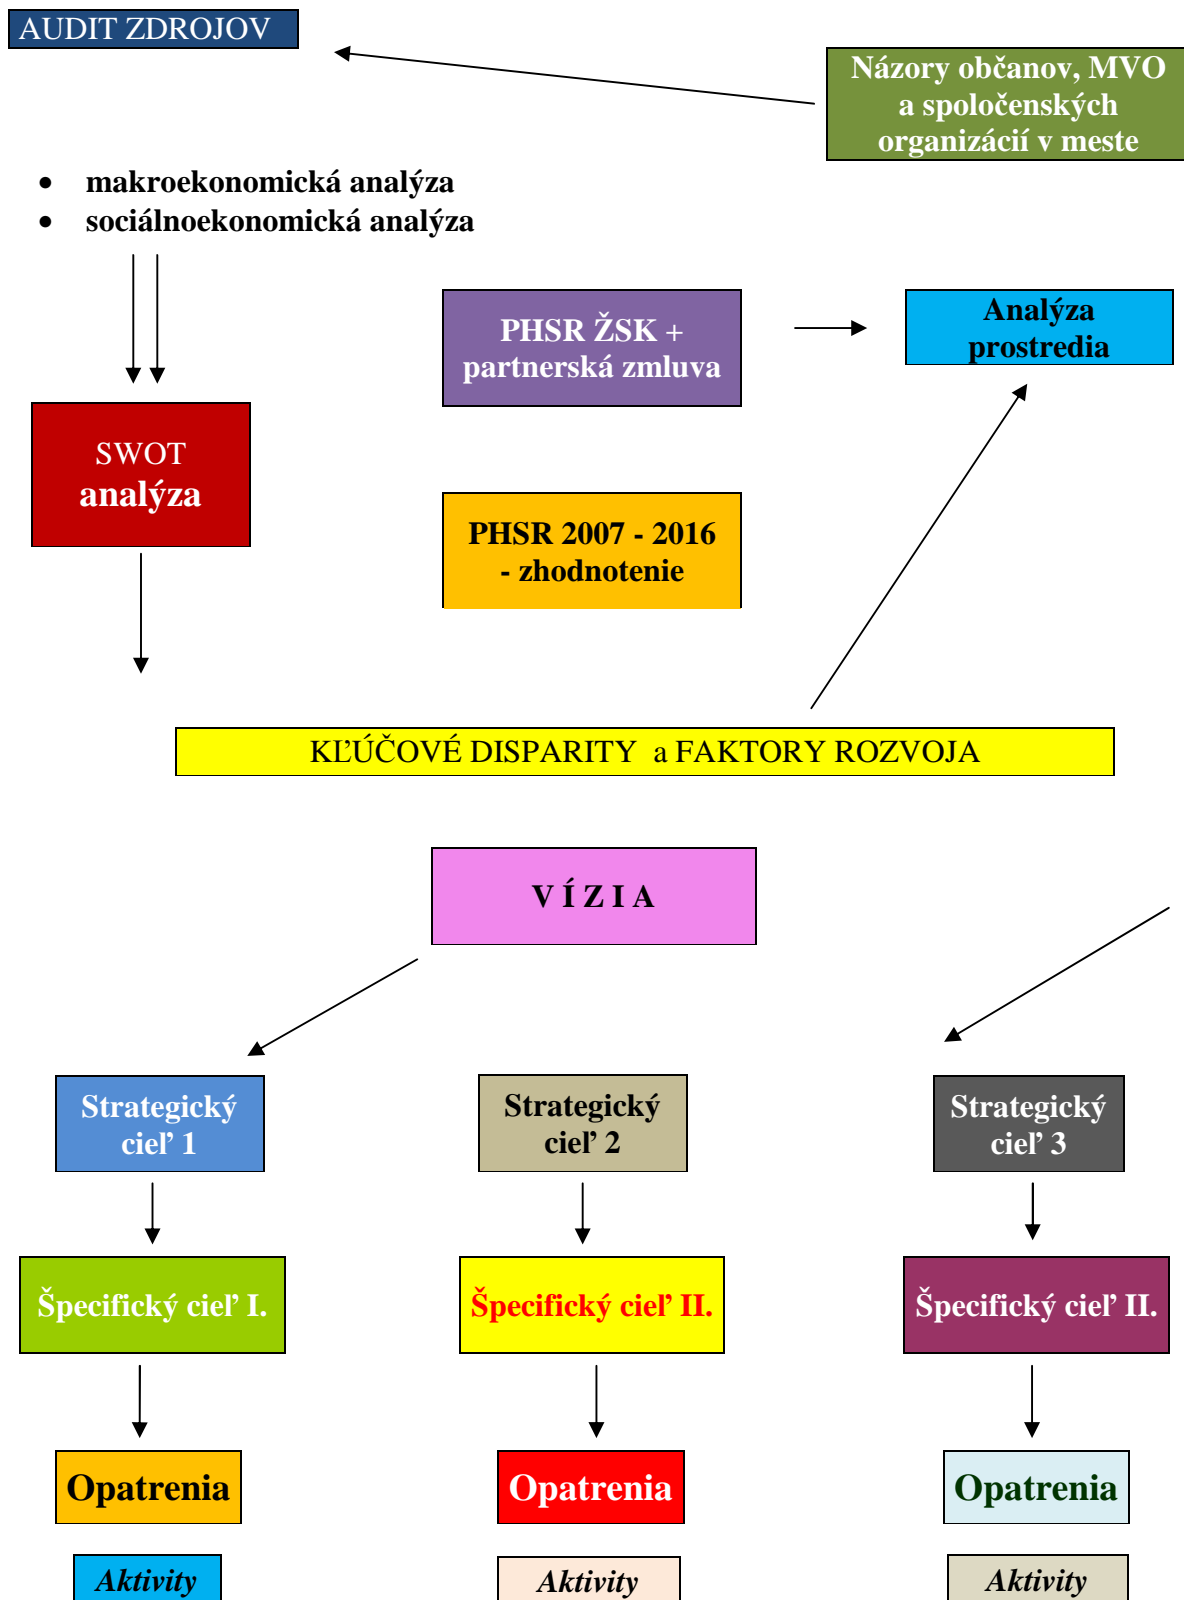 AUDIT ZDROJOV
Názory občanov, MVO
a spoločenských
organizácií v meste
• makroekonomická analýza
• sociálnoekonomická analýza
PHSR ŽSK +
partnerská zmluva
Analýza
prostredia
SWOT
analýza
PHSR 2007 - 2016
- zhodnotenie
KĽÚČOVÉ DISPARITY a FAKTORY ROZVOJA
V Í Z I A
Strategický
cieľ 1
Strategický
cieľ 2
Strategický
cieľ 3
Špecifický cieľ I.
Špecifický cieľ II.
Špecifický cieľ II.
Opatrenia
Opatrenia
Opatrenia
Aktivity
Aktivity
Aktivity